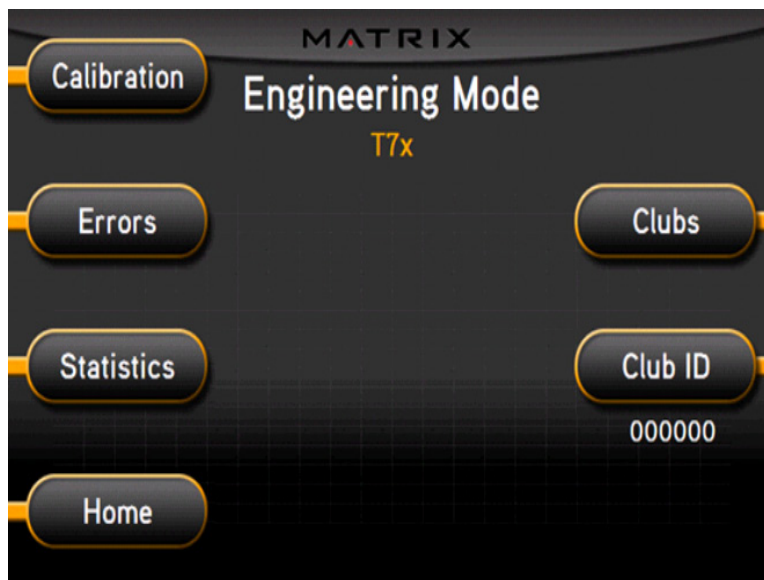 MATRIX
Engineering Mode
T7x
Calibration
Errors
Clubs
Statistics
Club ID
000000
Home